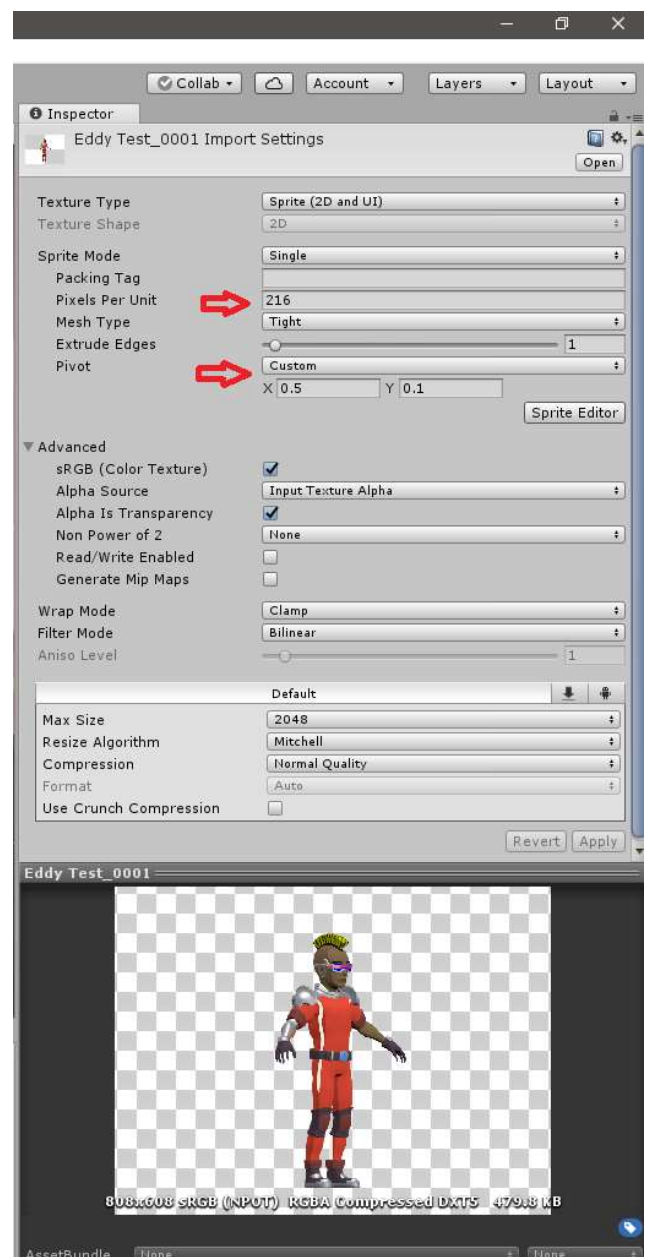 Collab Account Layers Layout
Inspector
Eddy Test_0001 Import Settings
Open
Texture Type Sprite (2D and UI)
Texture Shape 2D
Sprite Mode Single
Packing Tag
Pixels Per Unit 216
Mesh Type Tight
Extrude Edges 1
Pivot Custom
X 0.5 Y 0.1
Sprite Editor
Advanced
sRGB (Color Texture)
Alpha Source Input Texture Alpha
Alpha Is Transparency
Non Power of 2 None
Read/Write Enabled
Generate Mip Maps
Wrap Mode Clamp
Filter Mode Bilinear
Aniso Level 1
Default
Max Size 2048
Resize Algorithm Mitchell
Compression Normal Quality
Format Auto
Use Crunch Compression
Revert Apply
Eddy Test_0001
808x608 sRGB (NPOT) RGBA Compressed DXT5 479.8 KB
AssetBundle None None